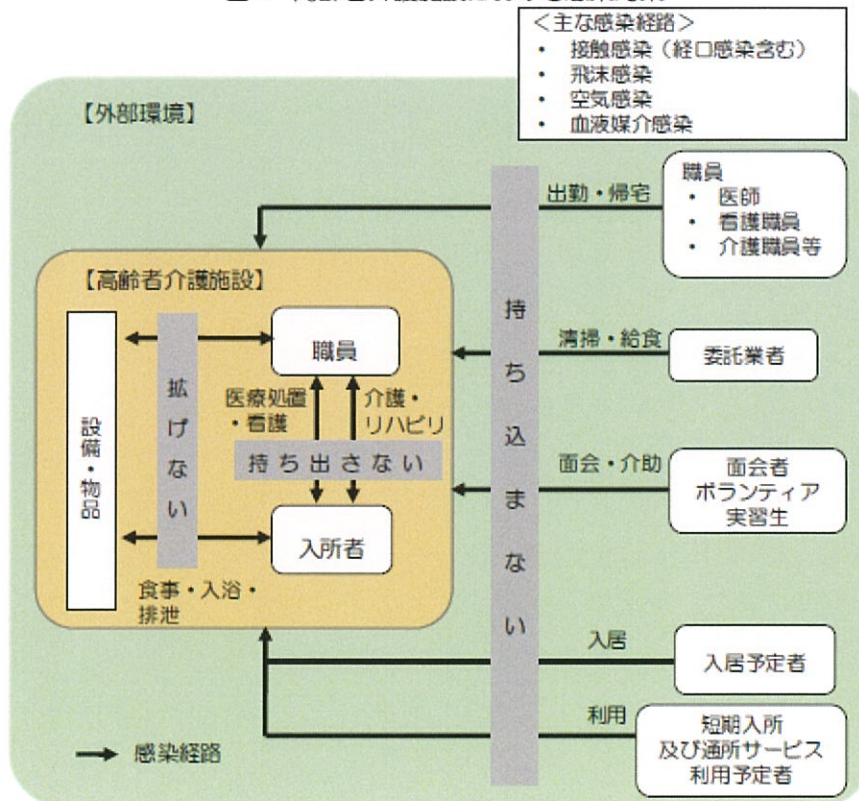 ＜主な感染経路＞
・ 接触感染（経口感染含む）
・ 飛沫感染
・ 空気感染
・ 血液媒介感染
【外部環境】
出勤・帰宅
職員
・ 医師
・ 看護職員
・ 介護職員等
【高齢者介護施設】
持ち込まない
職員
清掃・給食
委託業者
拡げない
医療処置
・看護
介護・
リハビリ
設備・物品
持ち出さない
面会・介助
面会者
ボランティア
実習生
入所者
食事・入浴・
排泄
入居
入居予定者
利用
短期入所
及び通所サービス
利用予定者
感染経路